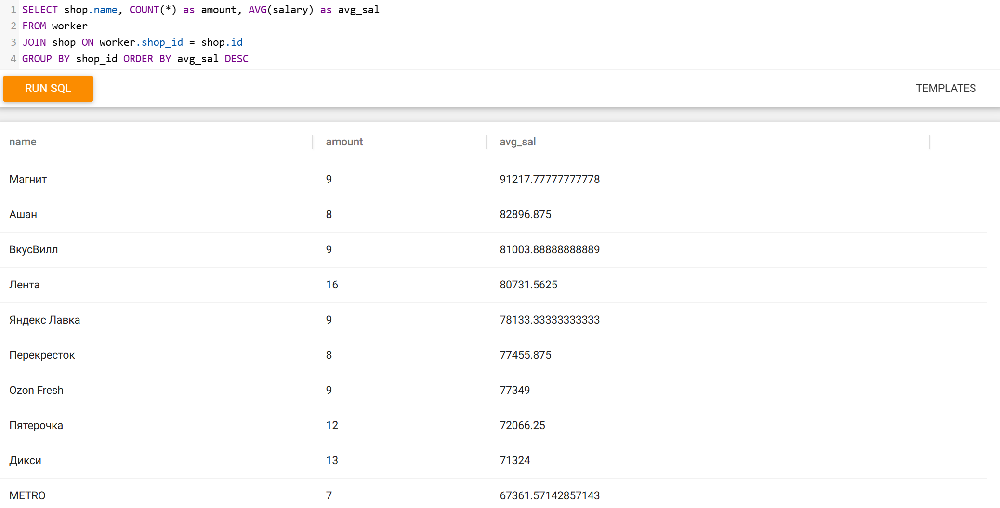 1 SELECT shop.name, COUNT(*) as amount, AVG(salary) as avg_sal
2 FROM worker
3 JOIN shop ON worker.shop_id = shop.id
4 GROUP BY shop_id ORDER BY avg_sal DESC
RUN SQL TEMPLATES
name amount avg_sal
Магнит 9 91217.77777777778
Ашан 8 82896.875
ВкусВилл 9 81003.88888888889
Лента 16 80731.5625
Яндекс Лавка 9 78133.33333333333
Перекресток 8 77455.875
Ozon Fresh 9 77349
Пятерочка 12 72066.25
Дикси 13 71324
METRO 7 67361.57142857143